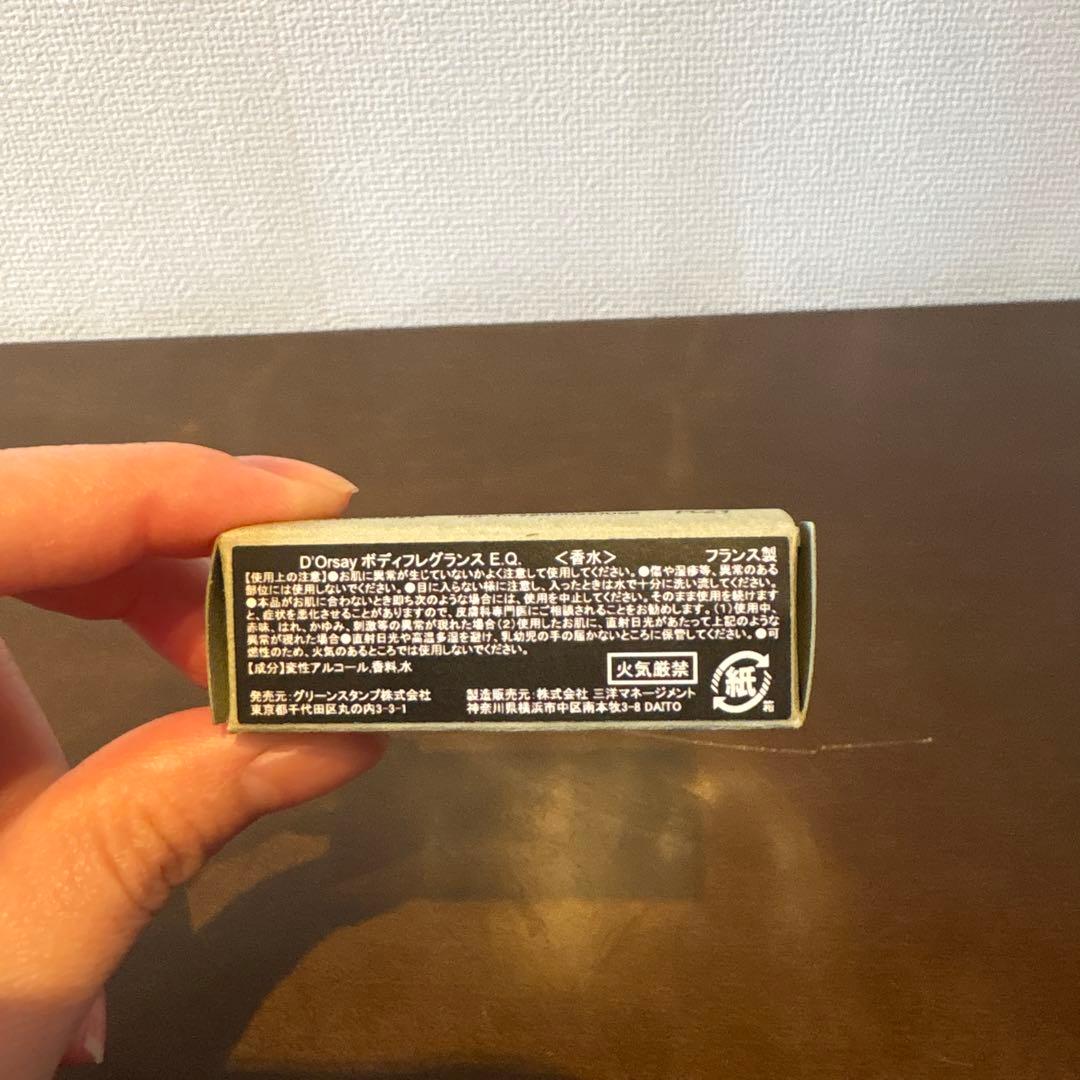 D'Orsay ボディフレグランス E.Q. <香水> フランス製
【使用上の注意】●お肌に異常が生じていないかよく注意して使用してください。●傷や湿疹等、異常のある
部位には使用しないでください。●目に入らない様に注意し、入ったときは水で十分に洗い流してください。
●本品がお肌に合わないとき即ち次のような場合には、使用を中止してください。そのまま使用を続けます
と、症状を悪化させることがありますので、皮膚科専門医にご相談されることをお勧めします。(1)使用中、
赤味、はれ、かゆみ、刺激等の異常が現れた場合(2)使用したお肌に、直射日光があたって上記のような
異常が現れた場合●直射日光や高温多湿を避け、乳幼児の手の届かないところに保管してください。●可
燃性のため、火気のあるところでは使用しないでください。
【成分】変性アルコール,香料,水
火気厳禁
紙
箱
発売元:グリーンスタンプ株式会社
東京都千代田区丸の内3-3-1
製造販売元:株式会社 三洋マネージメント
神奈川県横浜市中区南本牧3-8 DAITO